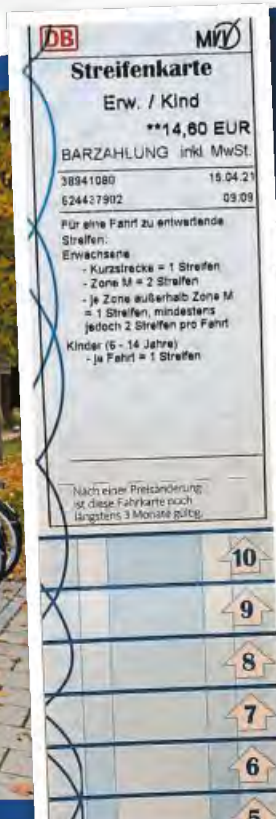 DB MVV
Streifenkarte
Erw. / Kind
**14,60 EUR
BARZAHLUNG inkl. MwSt.
38941080 15.04.21
624437902 09:09
Für eine Fahrt zu entwertende
Streifen:
Erwachsene
- Kurzstrecke = 1 Streifen
- Zone M = 2 Streifen
- je Zone außerhalb Zone M
= 1 Streifen, mindestens
jedoch 2 Streifen pro Fahrt
Kinder (6 - 14 Jahre)
- je Fahrt = 1 Streifen
Nach einer Preisänderung
ist diese Fahrkarte noch
längstens 3 Monate gültig.
10
9
8
7
6
5